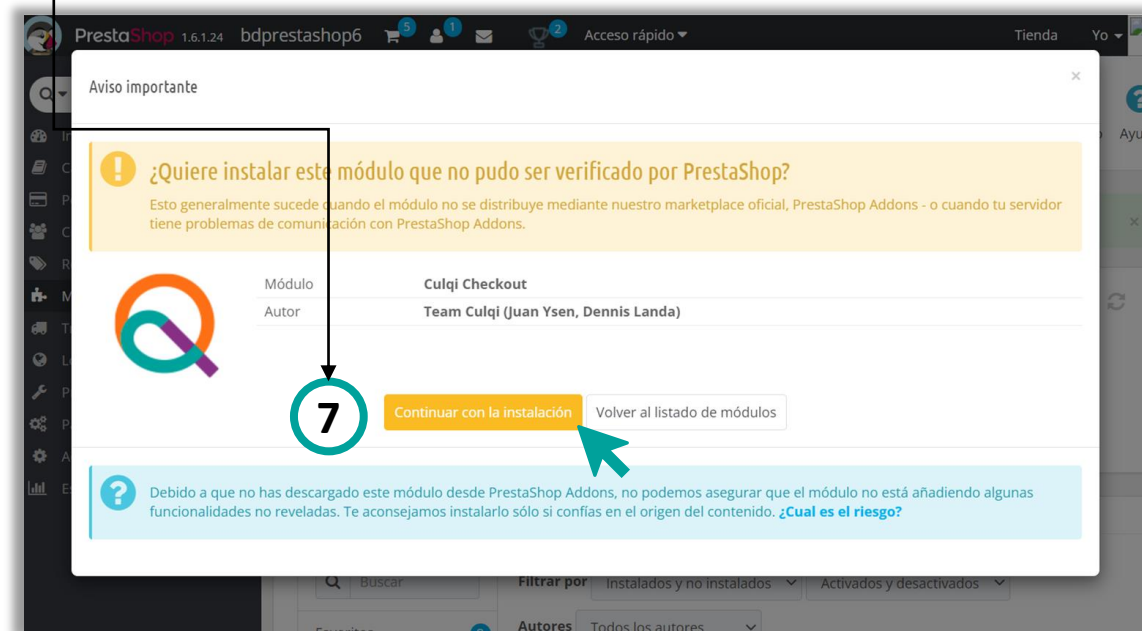 PrestaShop 1.6.1.24 bdprestashop6 5 1 2 Acceso rápido Tienda Yo
Aviso importante ×
Ayu
¿Quiere instalar este módulo que no pudo ser verificado por PrestaShop?
Esto generalmente sucede cuando el módulo no se distribuye mediante nuestro marketplace oficial, PrestaShop Addons - o cuando tu servidor
tiene problemas de comunicación con PrestaShop Addons.
Módulo Culqi Checkout
Autor Team Culqi (Juan Ysen, Dennis Landa)
7 Continuar con la instalación Volver al listado de módulos
Debido a que no has descargado este módulo desde PrestaShop Addons, no podemos asegurar que el módulo no está añadiendo algunas
funcionalidades no reveladas. Te aconsejamos instalarlo sólo si confías en el origen del contenido. ¿Cual es el riesgo?
Buscar Filtrar por Instalados y no instalados Activados y desactivados
Favoritos Autores Todos los autores